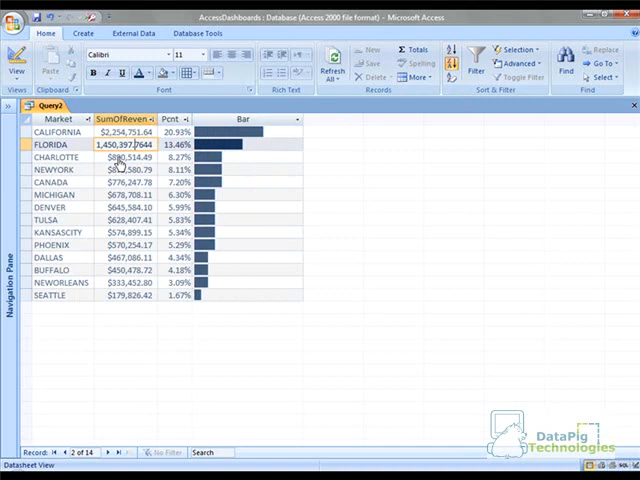 AccessDashboards : Database (Access 2000 file format) - Microsoft Access
Home Create External Data Database Tools
View
Views
Paste
Clipboard
Calibri 11
B I U
Font
Rich Text
Refresh All
New
Save
Delete
Totals
Spelling
More
Records
Filter
Selection
Advanced
Toggle Filter
Sort & Filter
Find
Replace
Go To
Select
Find
Query2
Market SumOfReven Pcnt Bar
CALIFORNIA $2,254,751.64 20.93%
FLORIDA 1,450,397.7644 13.46%
CHARLOTTE 8.27%
NEWYORK 8.11%
CANADA $776,247.78 7.20%
MICHIGAN $678,708.11 6.30%
DENVER $645,584.10 5.99%
TULSA $628,407.41 5.83%
KANSASCITY $574,899.15 5.34%
PHOENIX $570,254.17 5.29%
DALLAS $467,086.11 4.34%
BUFFALO $450,478.72 4.18%
NEWORLEANS $333,452.80 3.09%
SEATTLE $179,826.42 1.67%
Navigation Pane
DataPig
Technologies
Record: 2 of 14 No Filter Search
Datasheet View